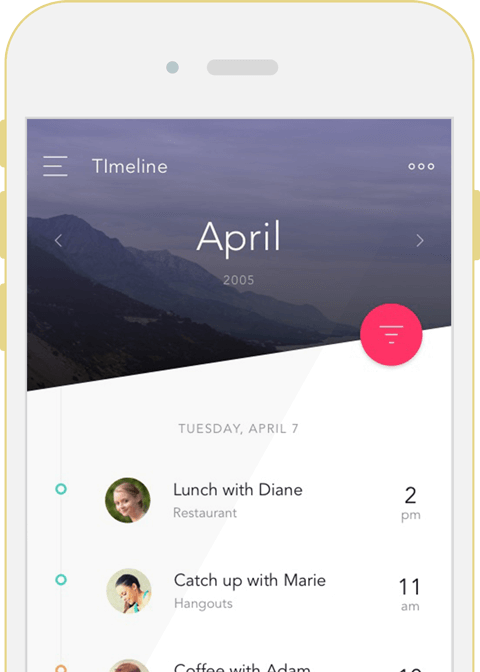 TImeline
April
2005
TUESDAY, APRIL 7
Lunch with Diane
2
Restaurant
pm
Catch up with Marie
11
Hangouts
am
Coffee with Adam